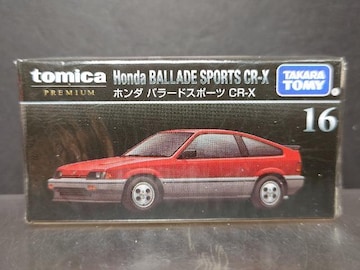 tomica
PREMIUM
Honda BALLADE SPORTS CR-X
ホンダ バラードスポーツ CR-X
TAKARA
TOMY
16